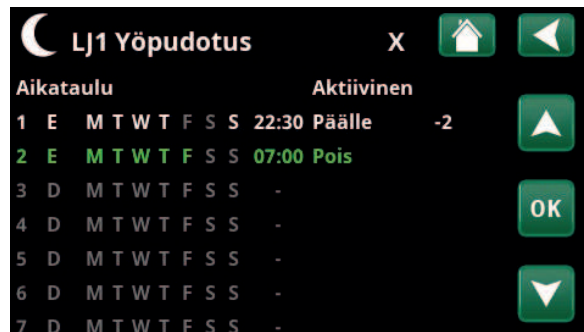 LJ1 Yöpudotus X
Aikataulu Aktiivinen
1 E M T W T F S S 22:30 Päälle -2
2 E M T W T F S S 07:00 Pois
3 D M T W T F S S -
4 D M T W T F S S -
OK
5 D M T W T F S S -
6 D M T W T F S S -
7 D M T W T F S S